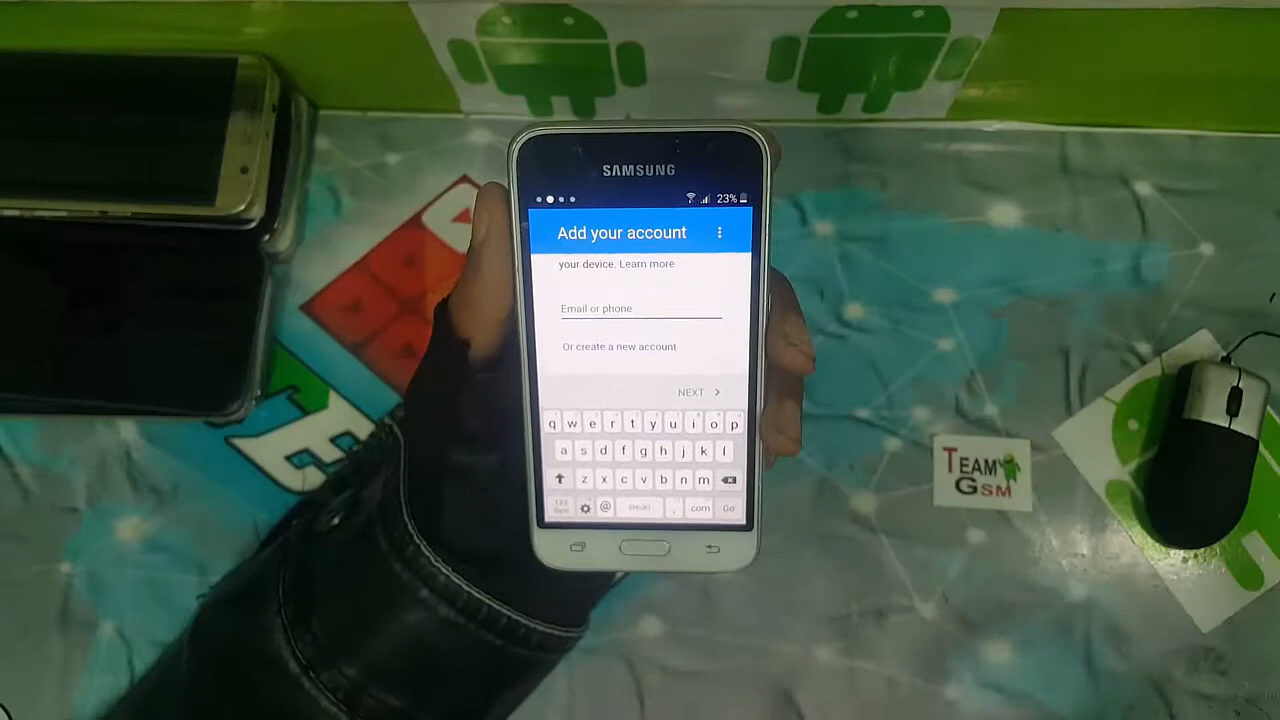 SAMSUNG
23%
Add your account
your device. Learn more
Email or phone
Or create a new account
NEXT >
q w e r t y u i o p
a s d f g h j k l
z x c v b n m
@ , .com Go
TEAM
GSM